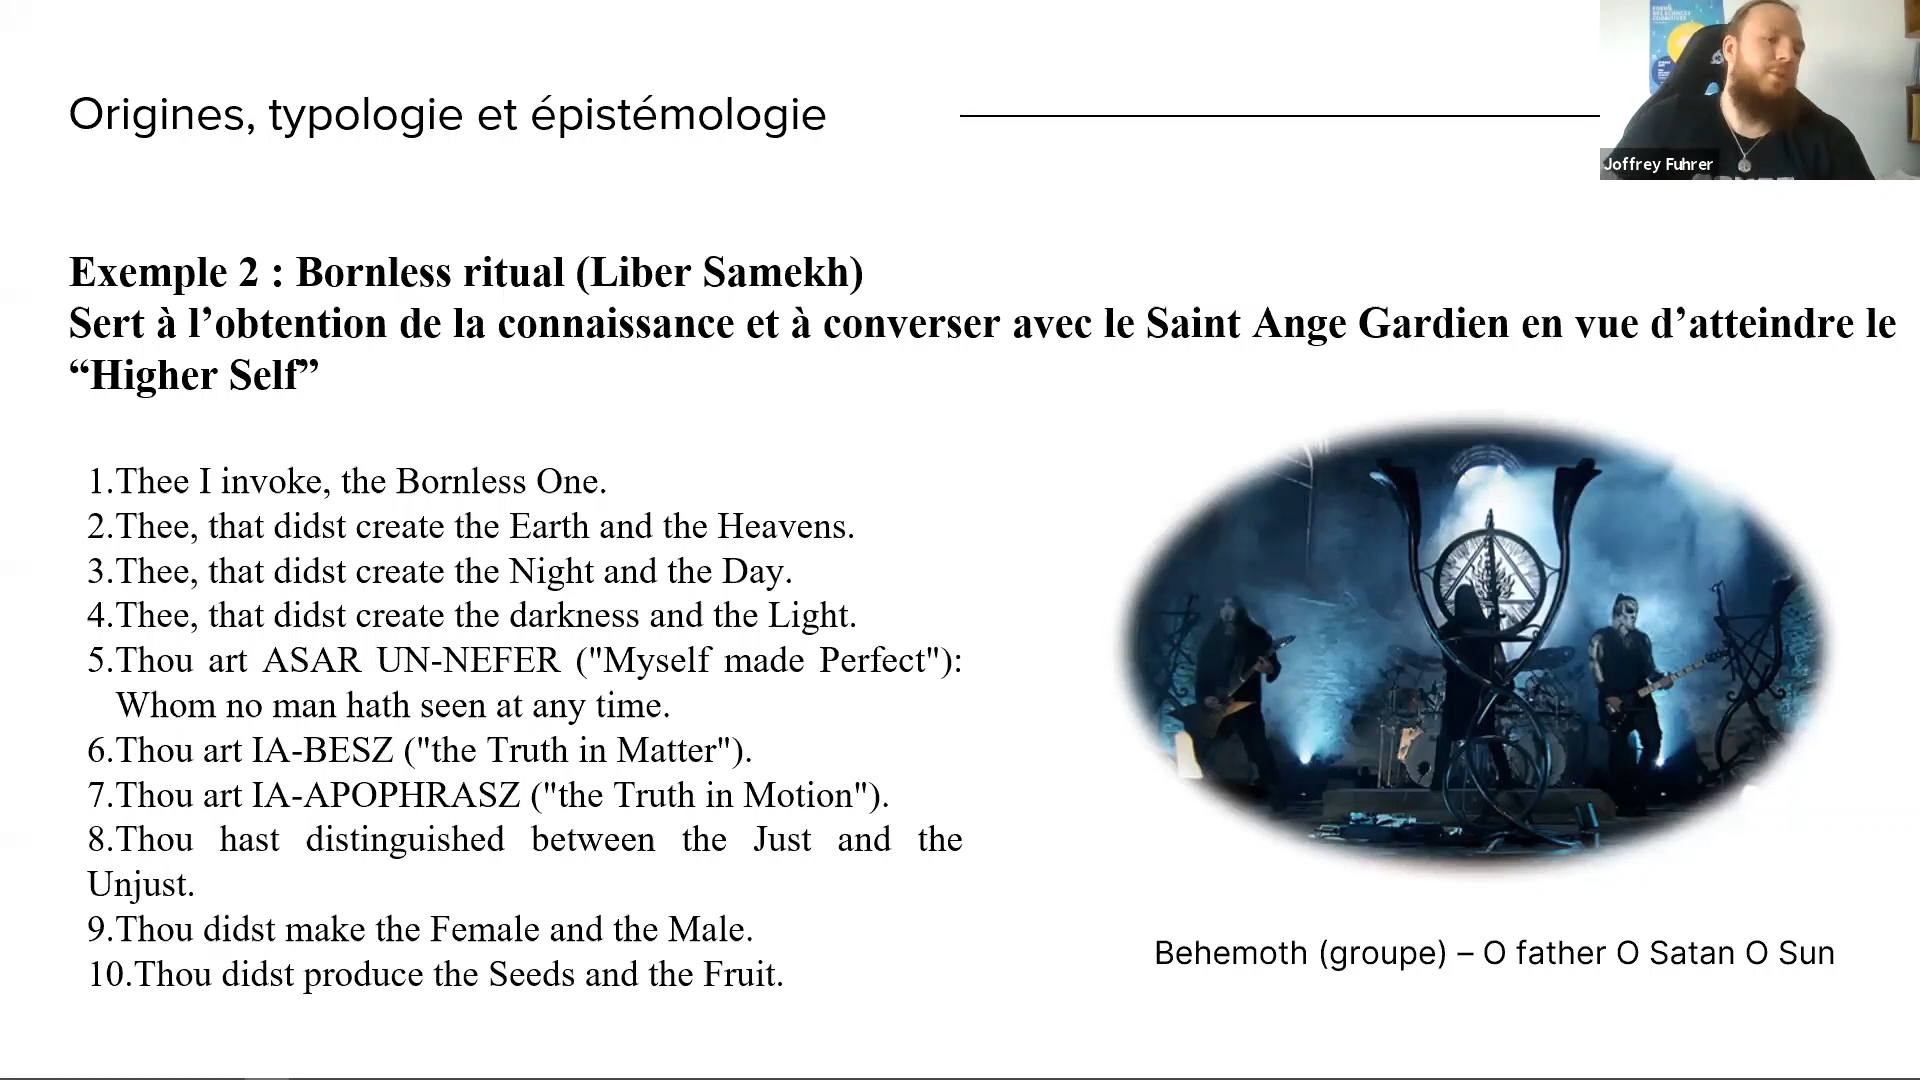 FORUM
DES SCIENCES
COGNITIVES
Origines, typologie et épistémologie
Joffrey Fuhrer
Exemple 2 : Bornless ritual (Liber Samekh)
Sert à l’obtention de la connaissance et à converser avec le Saint Ange Gardien en vue d’atteindre le
“Higher Self”
1.Thee I invoke, the Bornless One.
2.Thee, that didst create the Earth and the Heavens.
3.Thee, that didst create the Night and the Day.
4.Thee, that didst create the darkness and the Light.
5.Thou art ASAR UN-NEFER ("Myself made Perfect"):
Whom no man hath seen at any time.
6.Thou art IA-BESZ ("the Truth in Matter").
7.Thou art IA-APOPHRASZ ("the Truth in Motion").
8.Thou hast distinguished between the Just and the
Unjust.
9.Thou didst make the Female and the Male.
10.Thou didst produce the Seeds and the Fruit.
Behemoth (groupe) – O father O Satan O Sun